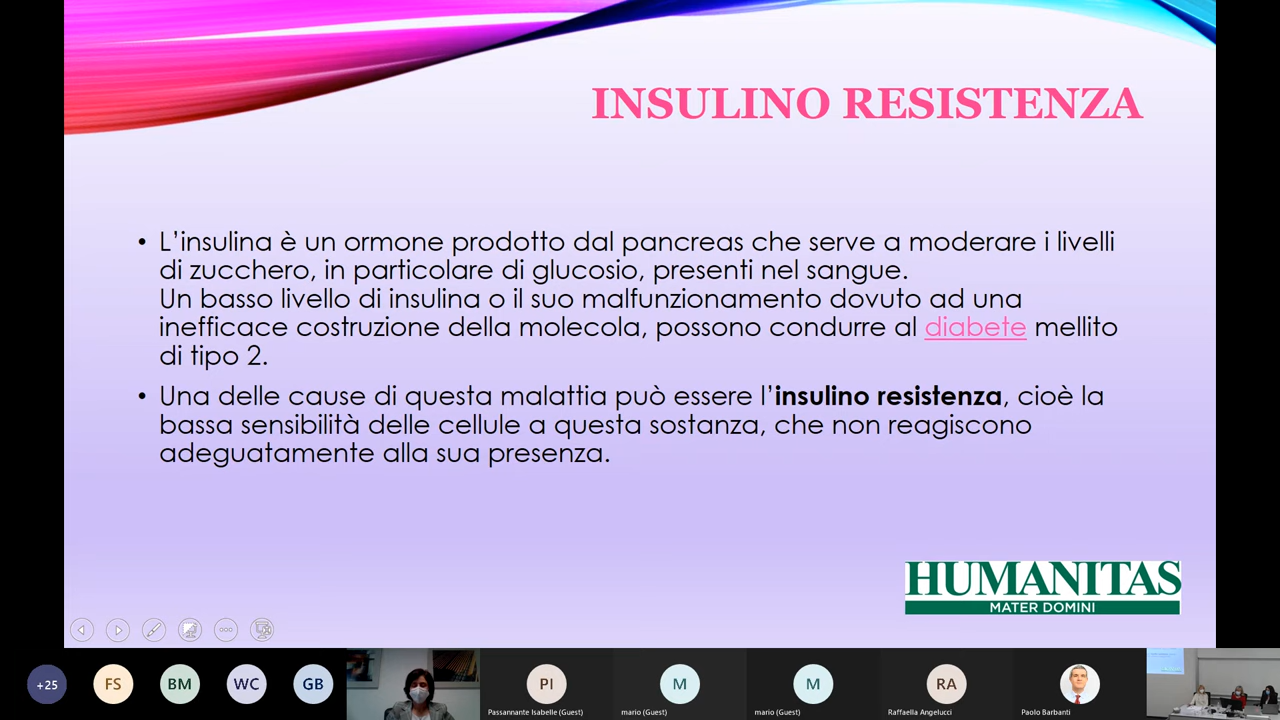 INSULINO RESISTENZA
• L’insulina è un ormone prodotto dal pancreas che serve a moderare i livelli
di zucchero, in particolare di glucosio, presenti nel sangue.
Un basso livello di insulina o il suo malfunzionamento dovuto ad una
inefficace costruzione della molecola, possono condurre al diabete mellito
di tipo 2.
• Una delle cause di questa malattia può essere l’insulino resistenza, cioè la
bassa sensibilità delle cellule a questa sostanza, che non reagiscono
adeguatamente alla sua presenza.
HUMANITAS
MATER DOMINI
+25 FS BM WC GB PI M M RA
Passannante Isabelle (Guest) mario (Guest) mario (Guest) Raffaella Angelucci Paolo Barbanti